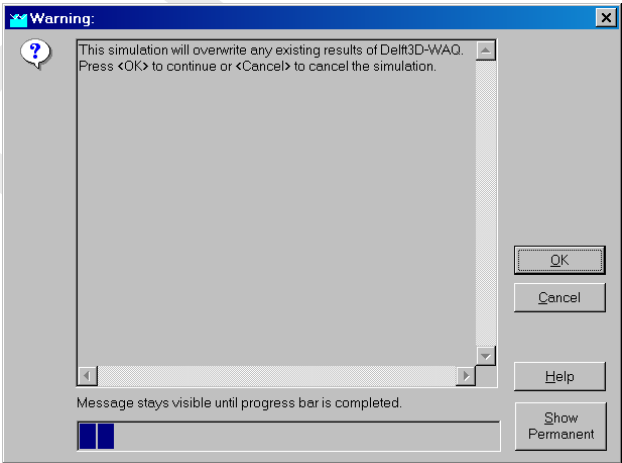 Warning:
This simulation will overwrite any existing results of Delft3D-WAQ.
Press <OK> to continue or <Cancel> to cancel the simulation.
OK
Cancel
Help
Message stays visible until progress bar is completed.
Show
Permanent